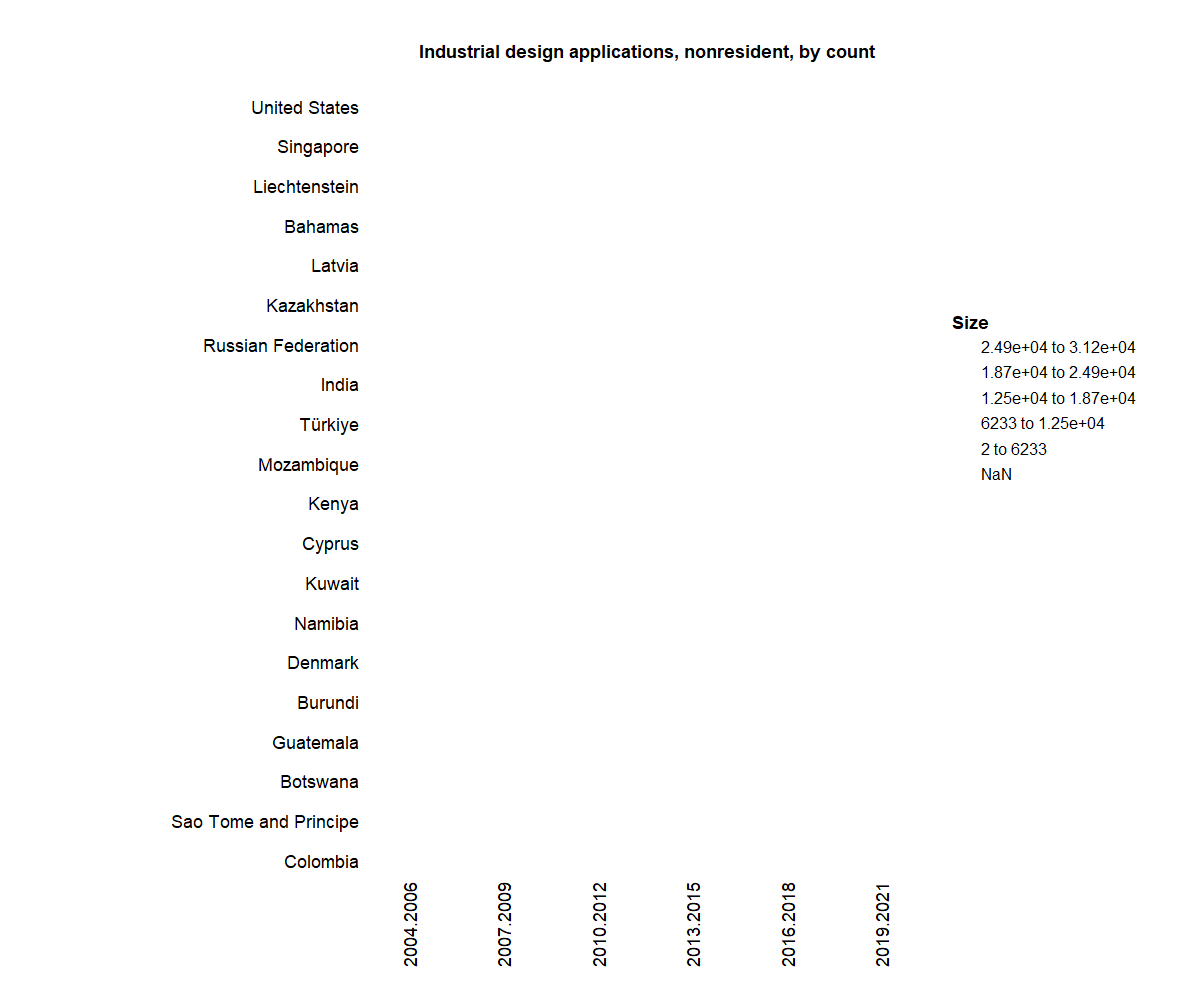 Industrial design applications, nonresident, by count
United States
Singapore
Liechtenstein
Bahamas
Latvia
Kazakhstan
Russian Federation
India
Türkiye
Mozambique
Kenya
Cyprus
Kuwait
Namibia
Denmark
Burundi
Guatemala
Botswana
Sao Tome and Principe
Colombia
2004.2006
2007.2009
2010.2012
2013.2015
2016.2018
2019.2021
Size
2.49e+04 to 3.12e+04
1.87e+04 to 2.49e+04
1.25e+04 to 1.87e+04
6233 to 1.25e+04
2 to 6233
NaN